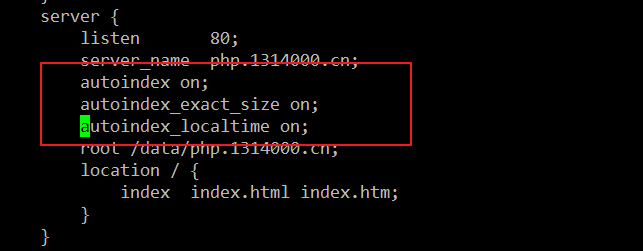 server {
listen 80;
server_name php.1314000.cn;
autoindex on;
autoindex_exact_size on;
autoindex_localtime on;
root /data/php.1314000.cn;
location / {
index index.html index.htm;
}
}